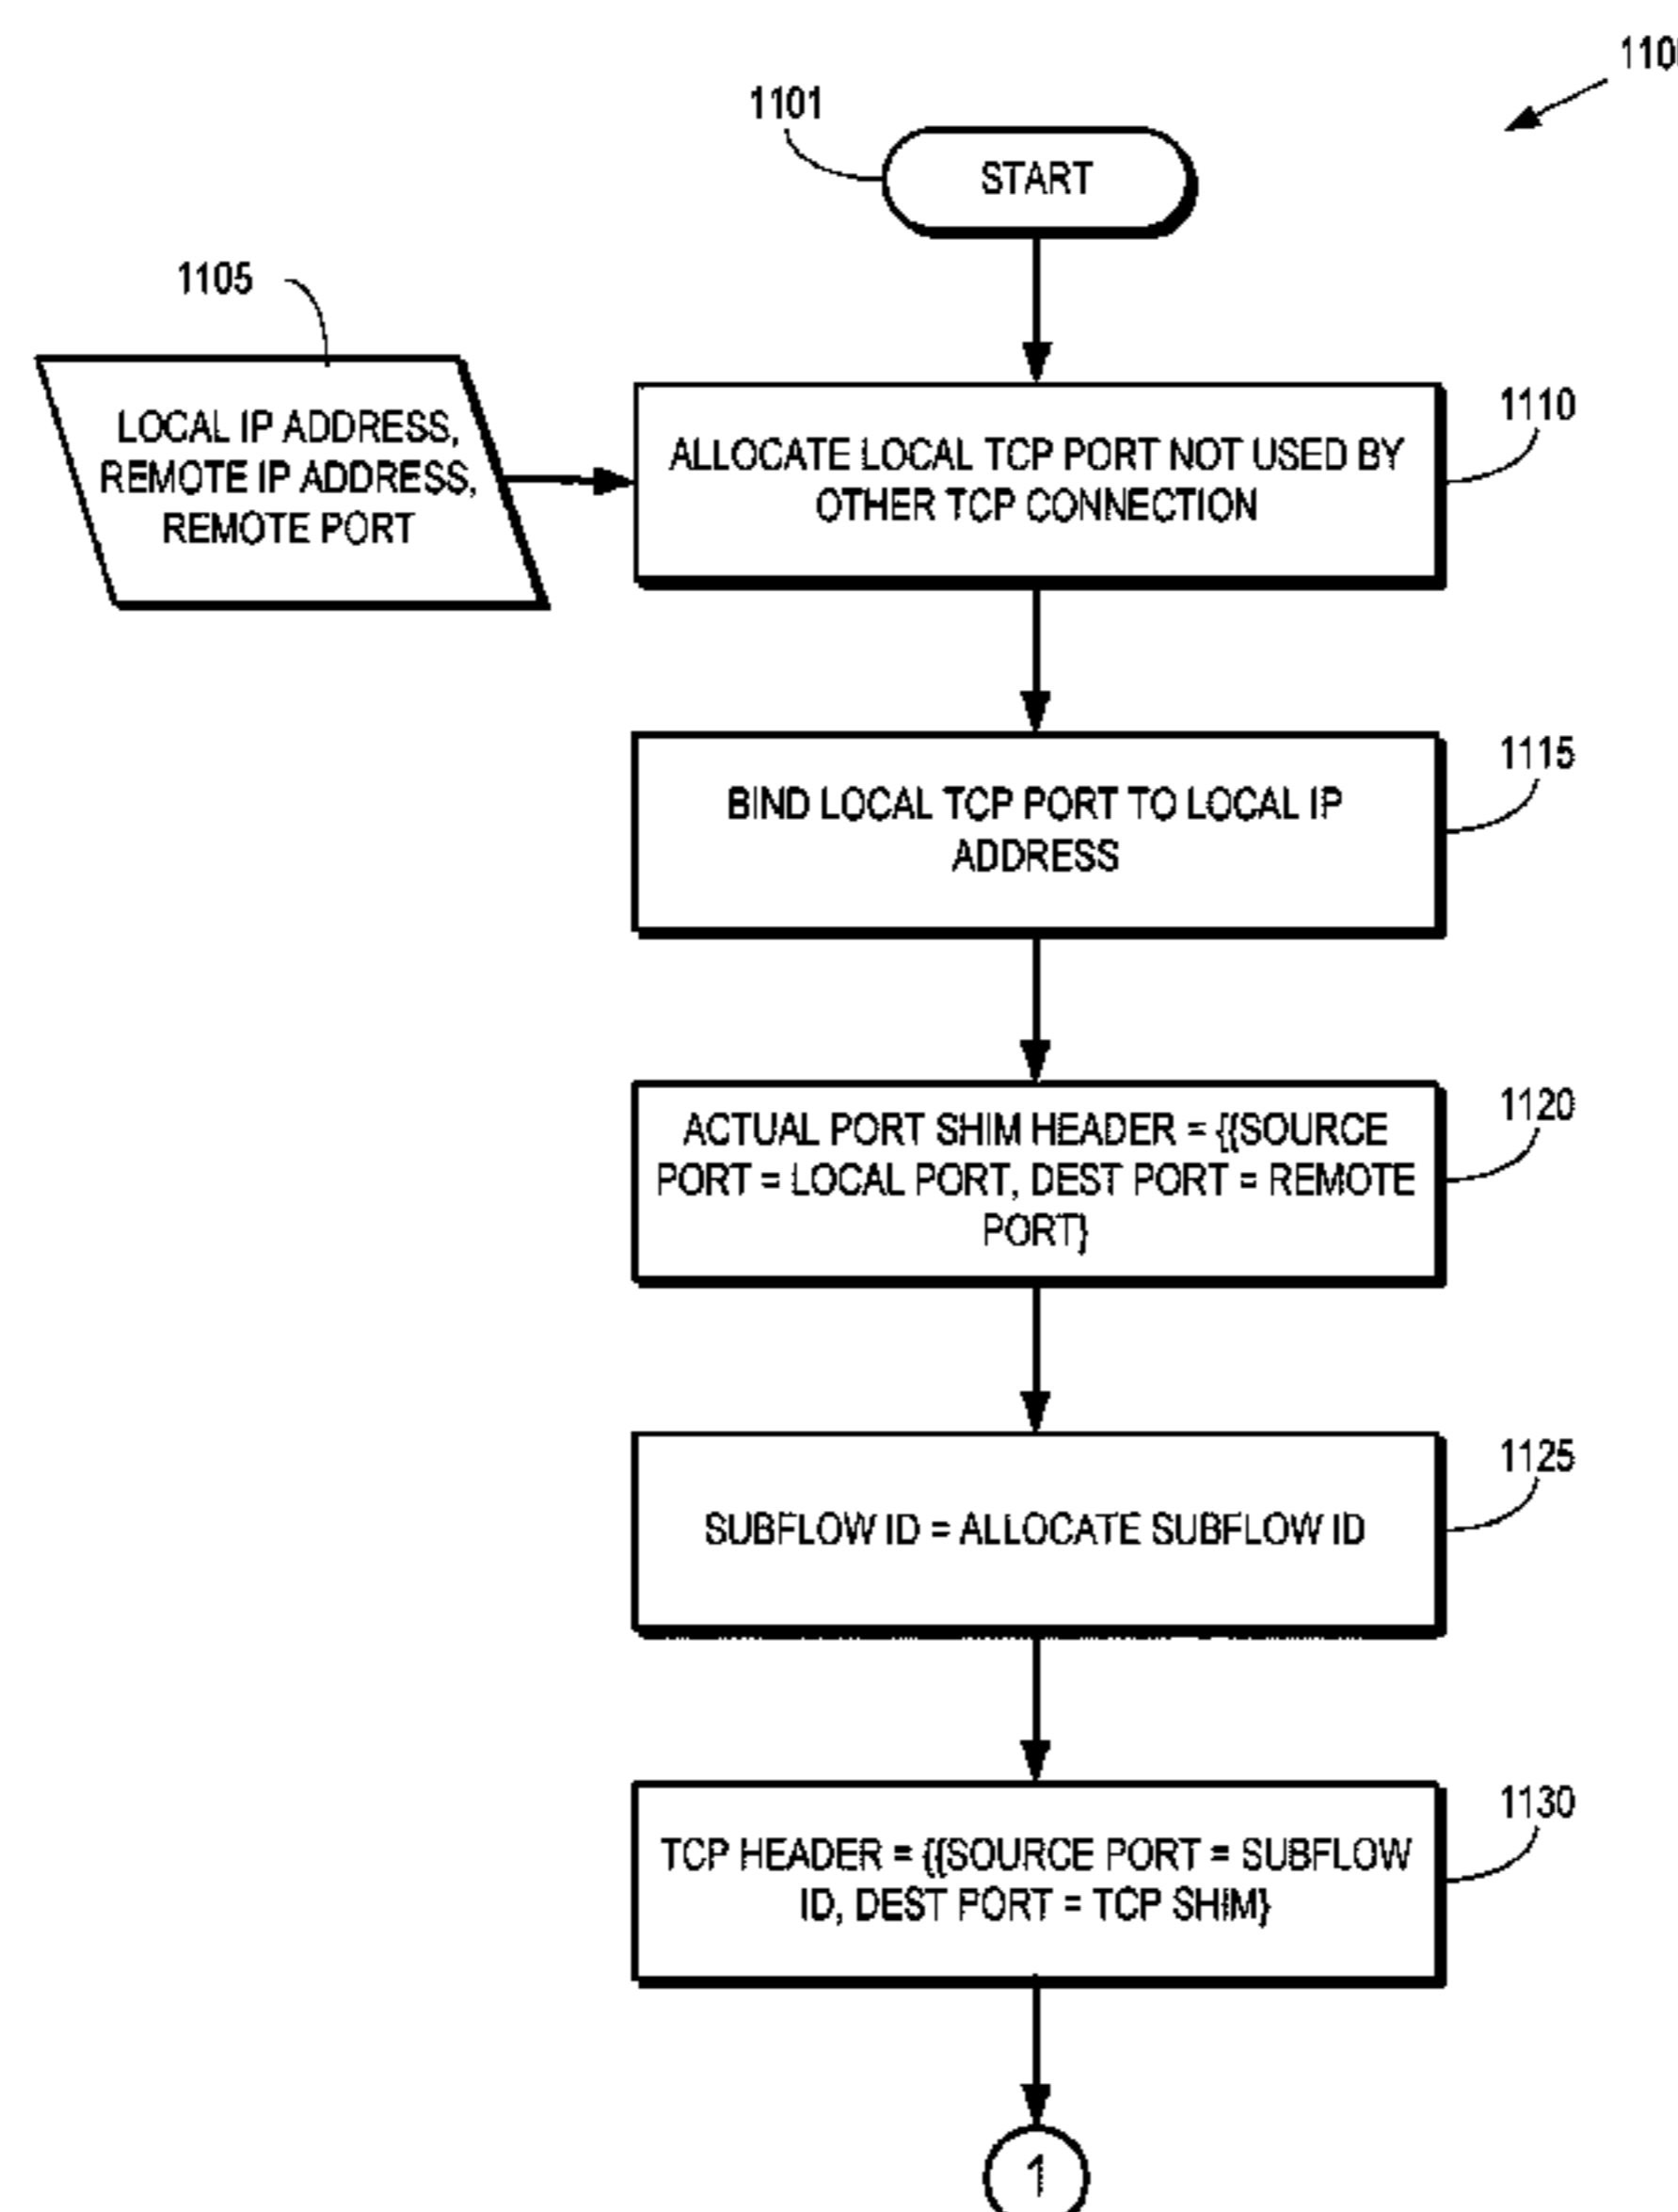 1101
START
1105
LOCAL IP ADDRESS,
REMOTE IP ADDRESS,
REMOTE PORT
1110
ALLOCATE LOCAL TCP PORT NOT USED BY
OTHER TCP CONNECTION
1115
BIND LOCAL TCP PORT TO LOCAL IP
ADDRESS
1120
ACTUAL PORT SHIM HEADER = {{SOURCE
PORT = LOCAL PORT, DEST PORT = REMOTE
PORT}
1125
SUBFLOW ID = ALLOCATE SUBFLOW ID
1130
TCP HEADER = {{SOURCE PORT = SUBFLOW
ID, DEST PORT = TCP SHIM}
1